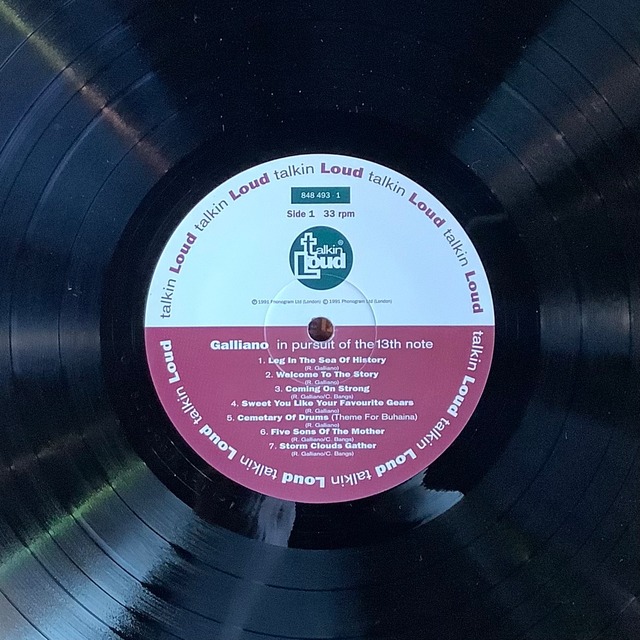 talkin Loud talkin Loud talkin Loud talkin Loud
848 493 - 1
Side 1 33 rpm
talkin Loud ®
℗ 1991 Phonogram Ltd (London) © 1991 Phonogram Ltd (London)
Galliano in pursuit of the 13th note
1. Leg In The Sea Of History
(R. Galliano)
2. Welcome To The Story
(R. Galliano)
3. Coming On Strong
(R. Galliano/C. Bangs)
4. Sweet You Like Your Favourite Gears
(R. Galliano/C. Bangs)
5. Cemetary Of Drums (Theme For Buhaina)
(R. Galliano)
6. Five Sons Of The Mother
(R. Galliano/C. Bangs)
7. Storm Clouds Gather
(R. Galliano/C. Bangs)
talkin Loud talkin Loud talkin Loud talkin Loud